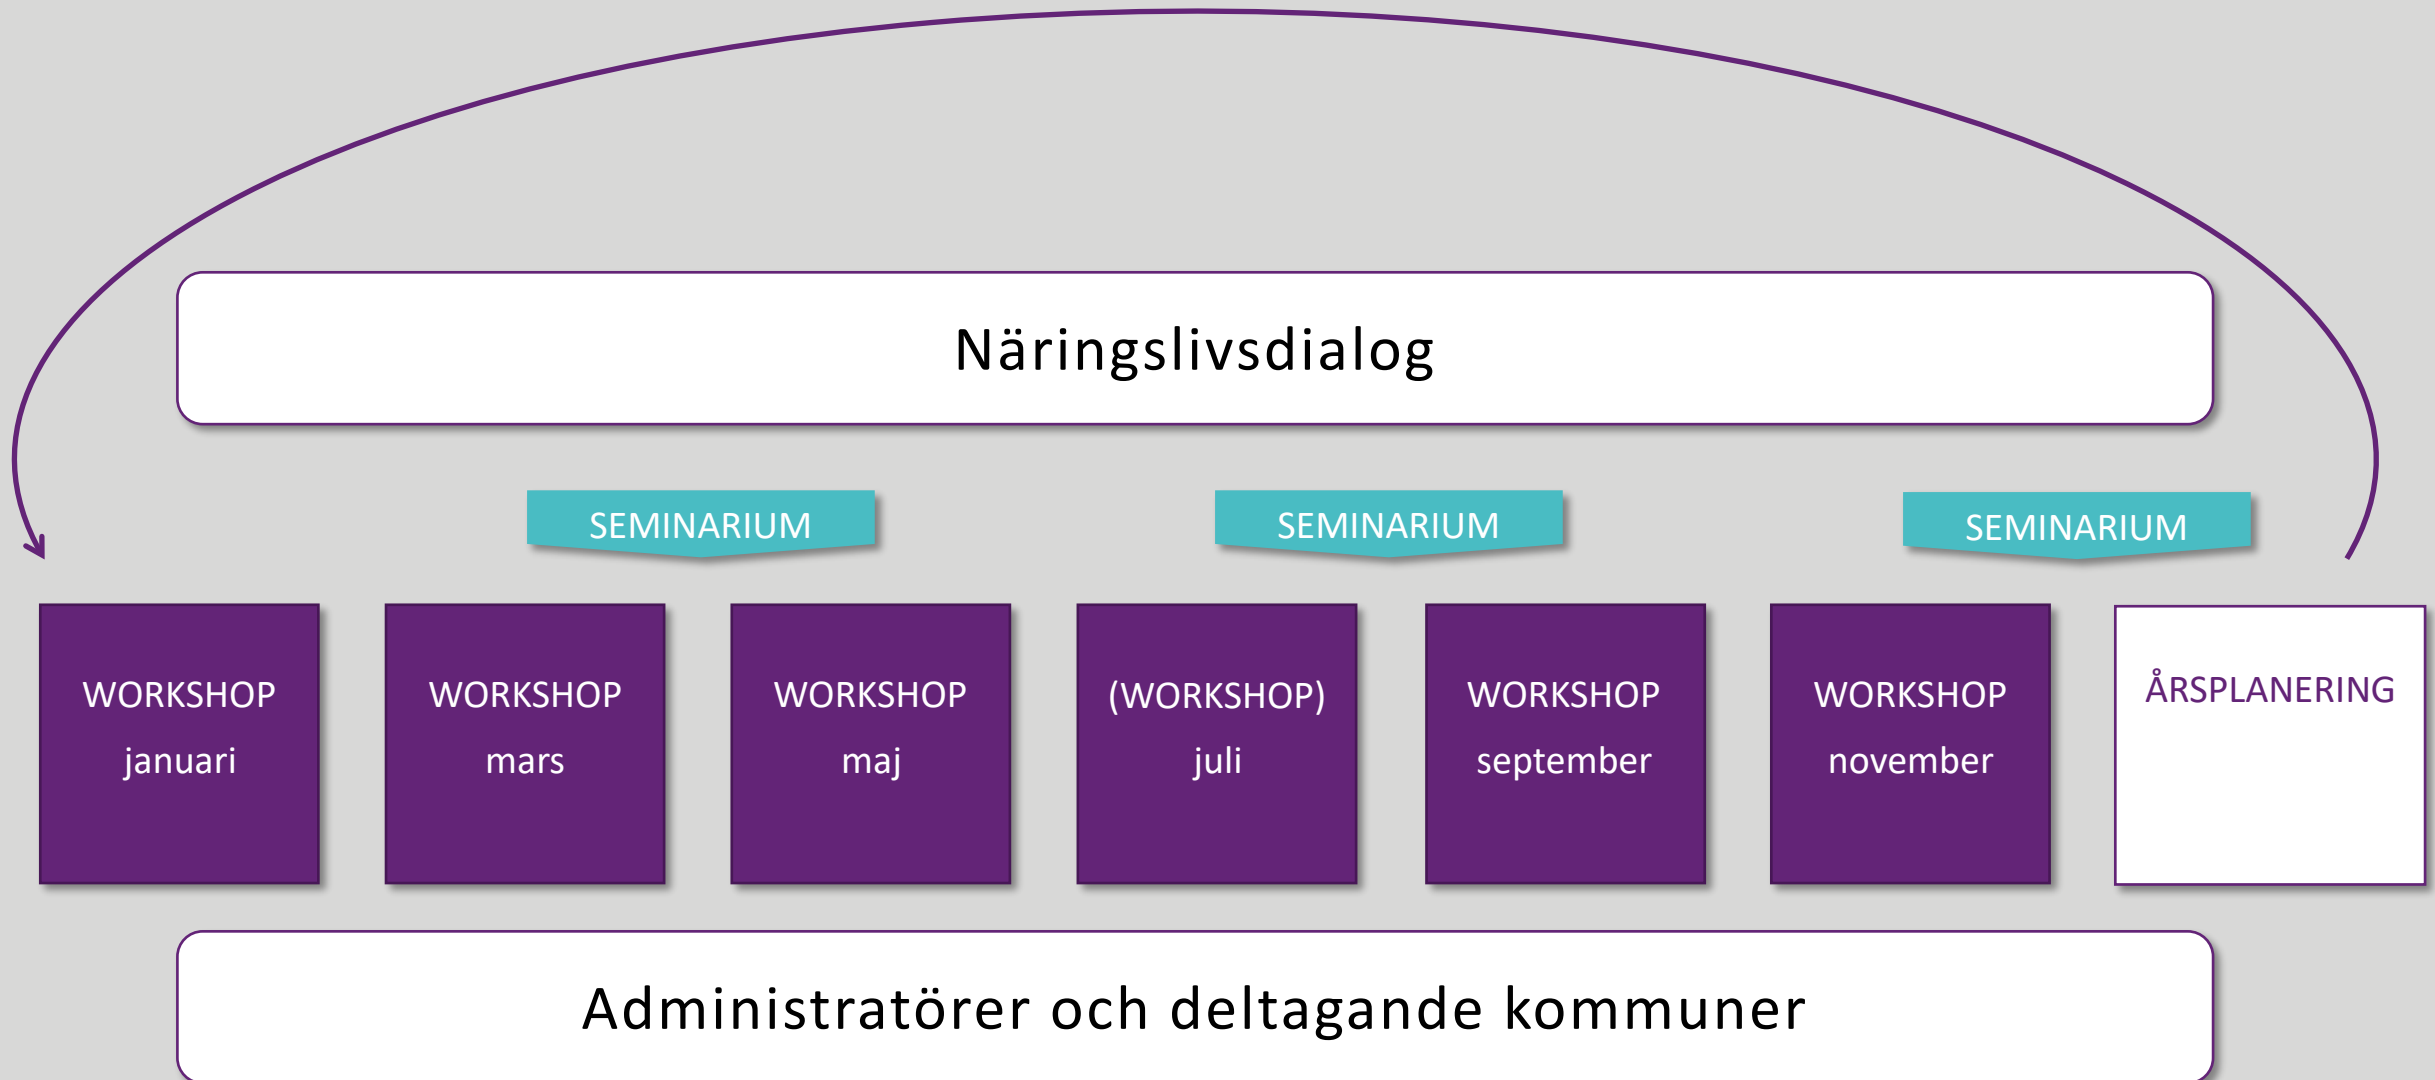 Näringslivsdialog
SEMINARIUM
SEMINARIUM
SEMINARIUM
WORKSHOP
januari
WORKSHOP
mars
WORKSHOP
maj
(WORKSHOP)
juli
WORKSHOP
september
WORKSHOP
november
ÅRSPLANERING
Administratörer och deltagande kommuner